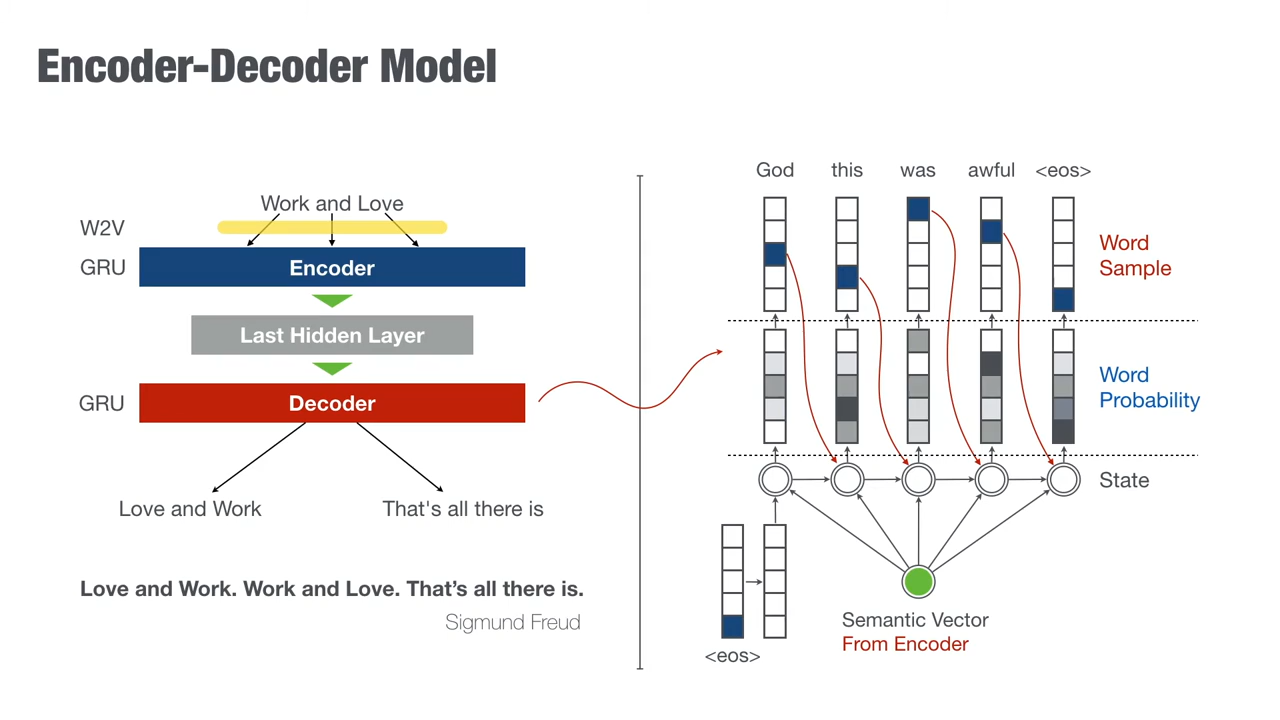 Encoder-Decoder Model
Work and Love
W2V
GRU
Encoder
Last Hidden Layer
GRU
Decoder
Love and Work
That's all there is
Love and Work. Work and Love. That’s all there is.
Sigmund Freud
God this was awful <eos>
Word
Sample
Word
Probability
State
Semantic Vector
From Encoder
<eos>